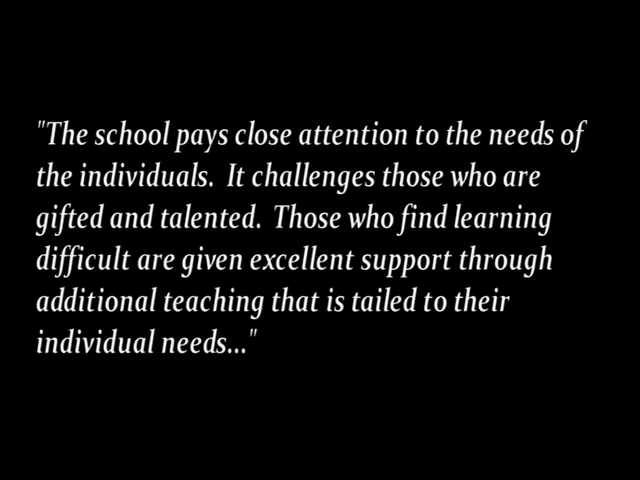 "The school pays close attention to the needs of
the individuals.  It challenges those who are
gifted and talented.  Those who find learning
difficult are given excellent support through
additional teaching that is tailed to their
individual needs..."